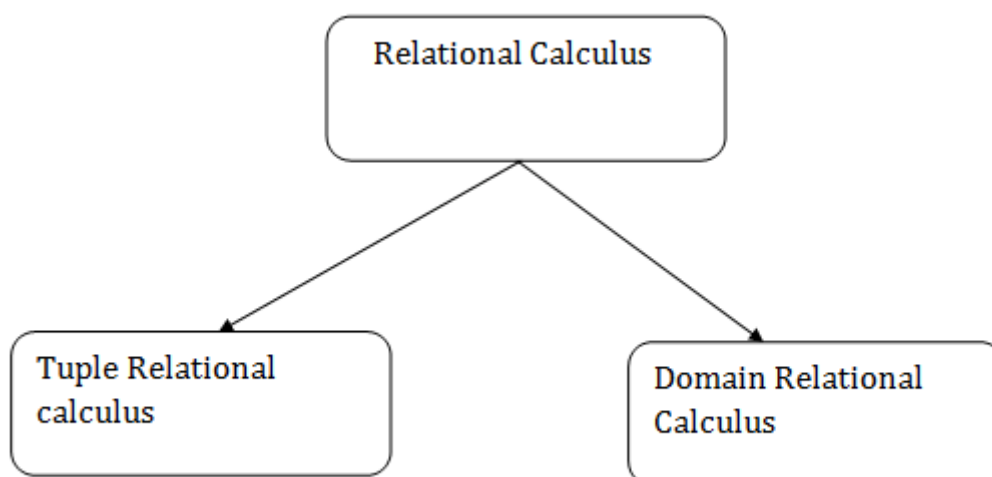 Relational Calculus
Tuple Relational
calculus
Domain Relational
Calculus